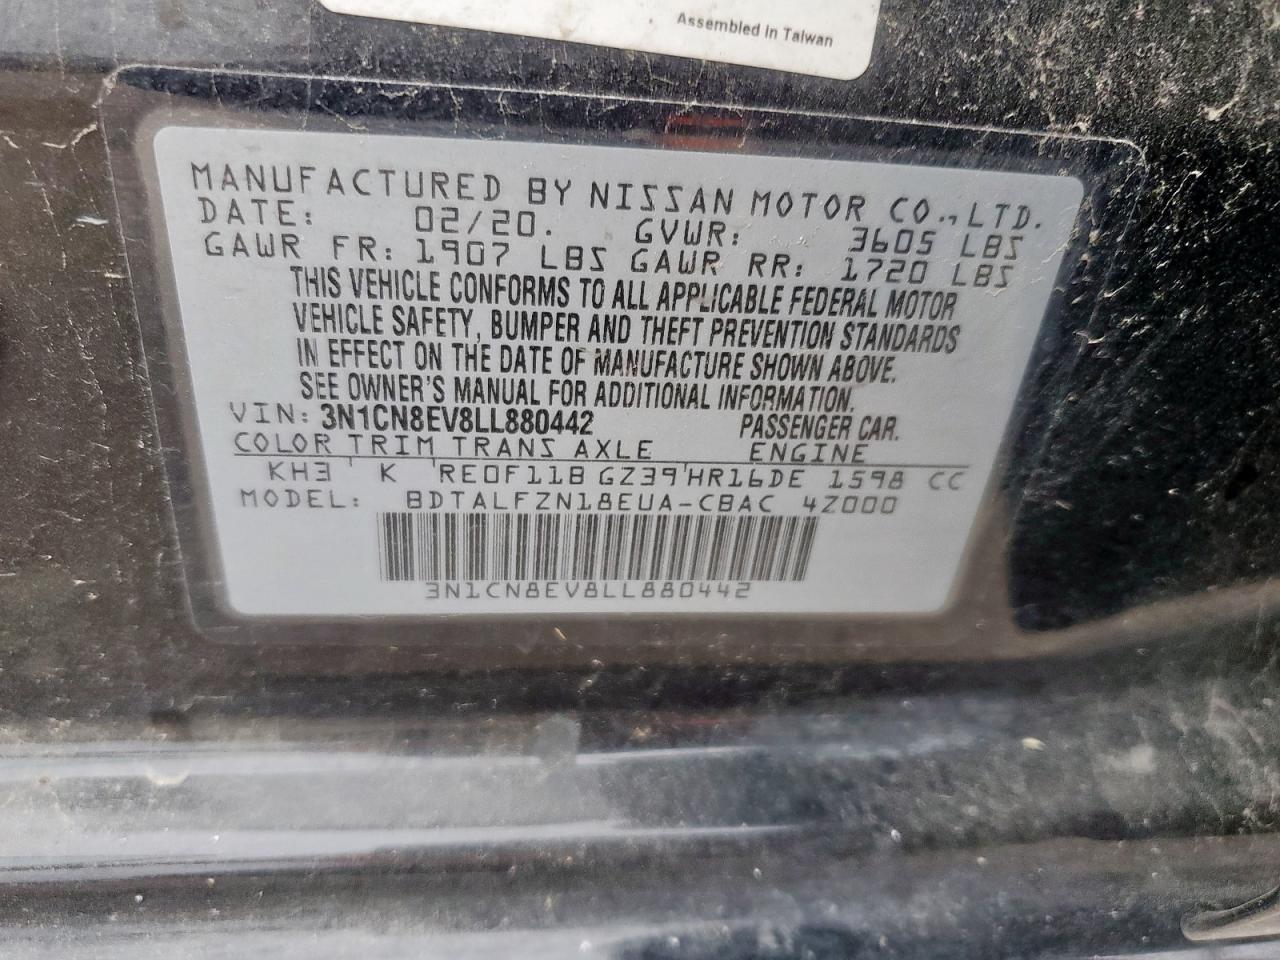 Assembled in Taiwan
MANUFACTURED BY NISSAN MOTOR CO., LTD.
DATE: 02/20. GVWR: 3605 LBS
GAWR FR: 1907 LBS GAWR RR: 1720 LBS
THIS VEHICLE CONFORMS TO ALL APPLICABLE FEDERAL MOTOR
VEHICLE SAFETY, BUMPER AND THEFT PREVENTION STANDARDS
IN EFFECT ON THE DATE OF MANUFACTURE SHOWN ABOVE.
SEE OWNER'S MANUAL FOR ADDITIONAL INFORMATION.
VIN: 3N1CN8EV8LL880442 PASSENGER CAR.
COLOR TRIM TRANS AXLE ENGINE
KH3 K RE0F11B GZ39 HR16DE 1598 CC
MODEL: BDTALFZN18EUA-CBAC 4Z000
3N1CN8EV8LL880442